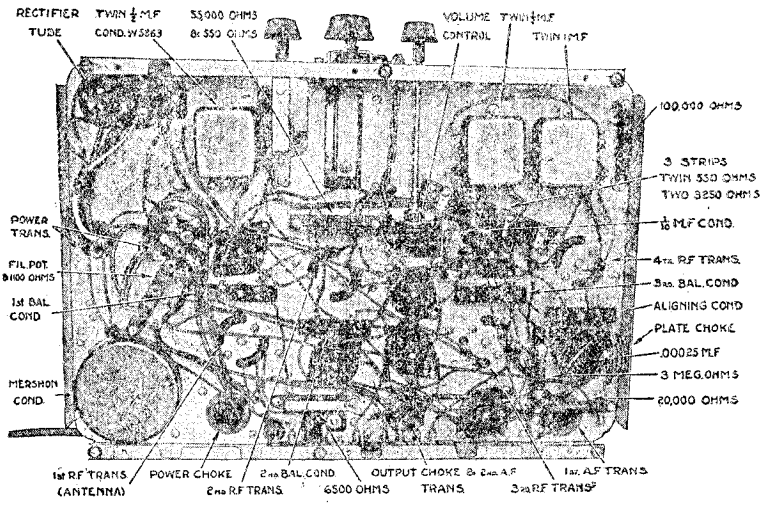 RECTIFIER
TUBE
TWIN ½ M.F
COND. W5863
55000 OHMS
& 550 OHMS
VOLUME
CONTROL
TWIN ½ M.F
TWIN 1 M.F
100,000 OHMS
3 STRIPS
TWIN 550 OHMS
TWO 3250 OHMS
1/10 M.F COND.
4TH R.F TRANS.
3RD. BAL. COND
ALIGNING COND
PLATE CHOKE
.00025 M.F
3 MEG. OHMS
20,000 OHMS
POWER
TRANS.
FIL. POT.
& 1100 OHMS
1st BAL
COND
MERSHON
COND.
1st R.F TRANS
(ANTENNA)
POWER CHOKE
2ND R.F TRANS.
2ND BAL. COND
6500 OHMS
OUTPUT CHOKE & 2ND. A.F
TRANS.
3RD R.F TRANS
1ST. A.F TRANS